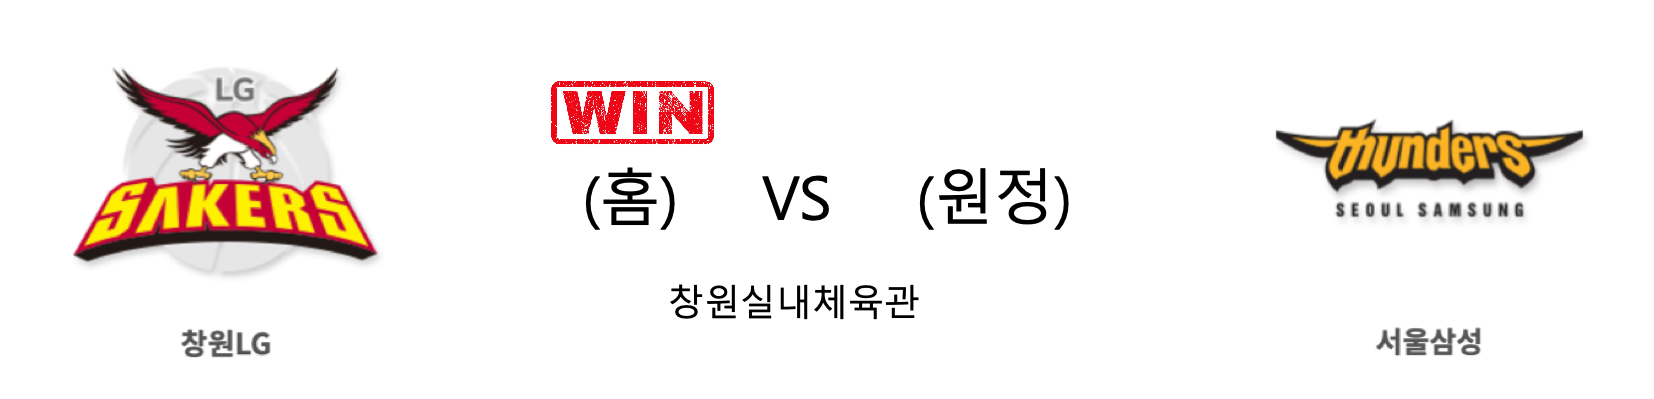 LG
SAKERS
창원LG
WIN
(홈) VS (원정)
창원실내체육관
thunders
SEOUL SAMSUNG
서울삼성